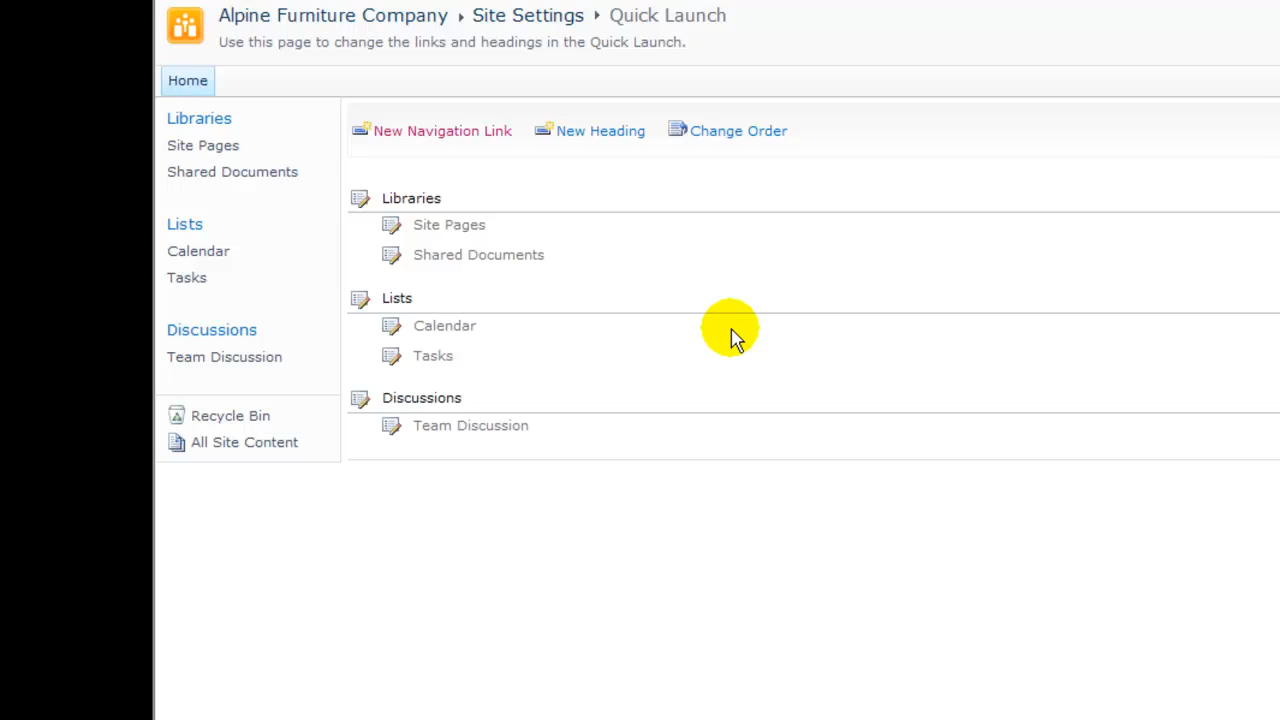 Alpine Furniture Company ▸ Site Settings ▸ Quick Launch
Use this page to change the links and headings in the Quick Launch.
Home
Libraries
Site Pages
Shared Documents
Lists
Calendar
Tasks
Discussions
Team Discussion
Recycle Bin
All Site Content
New Navigation Link New Heading Change Order
Libraries
Site Pages
Shared Documents
Lists
Calendar
Tasks
Discussions
Team Discussion